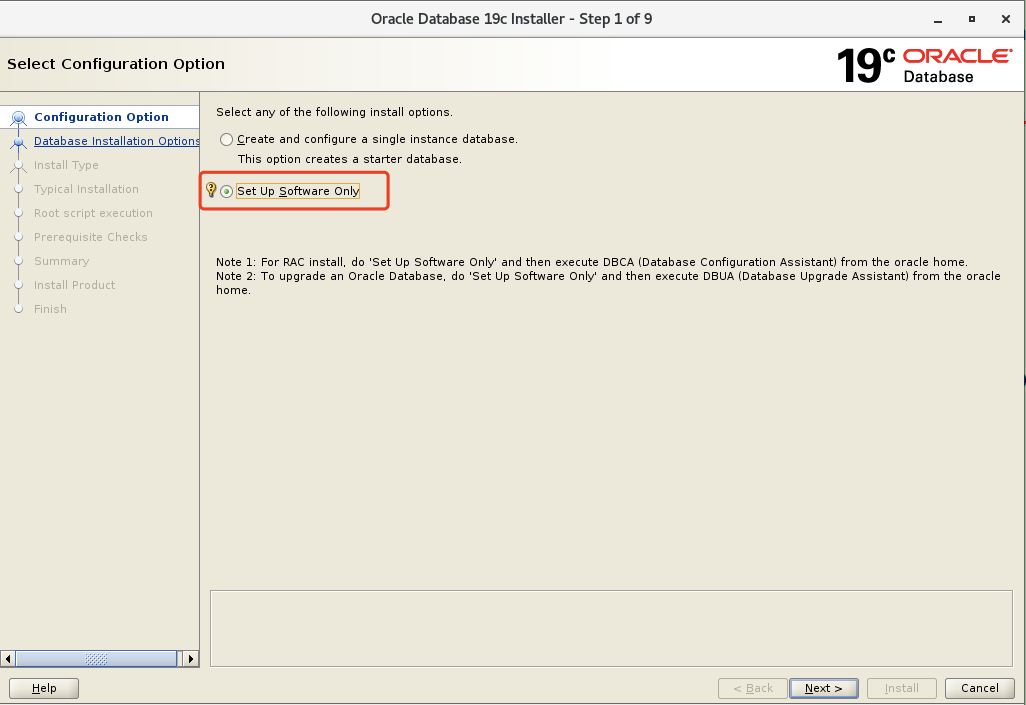 Oracle Database 19c Installer - Step 1 of 9
Select Configuration Option
19c ORACLE
Database
Configuration Option
Database Installation Options
Install Type
Typical Installation
Root script execution
Prerequisite Checks
Summary
Install Product
Finish
Select any of the following install options.
Create and configure a single instance database.
This option creates a starter database.
Set Up Software Only
Note 1: For RAC install, do 'Set Up Software Only' and then execute DBCA (Database Configuration Assistant) from the oracle home.
Note 2: To upgrade an Oracle Database, do 'Set Up Software Only' and then execute DBUA (Database Upgrade Assistant) from the oracle
home.
Help
< Back
Next >
Install
Cancel